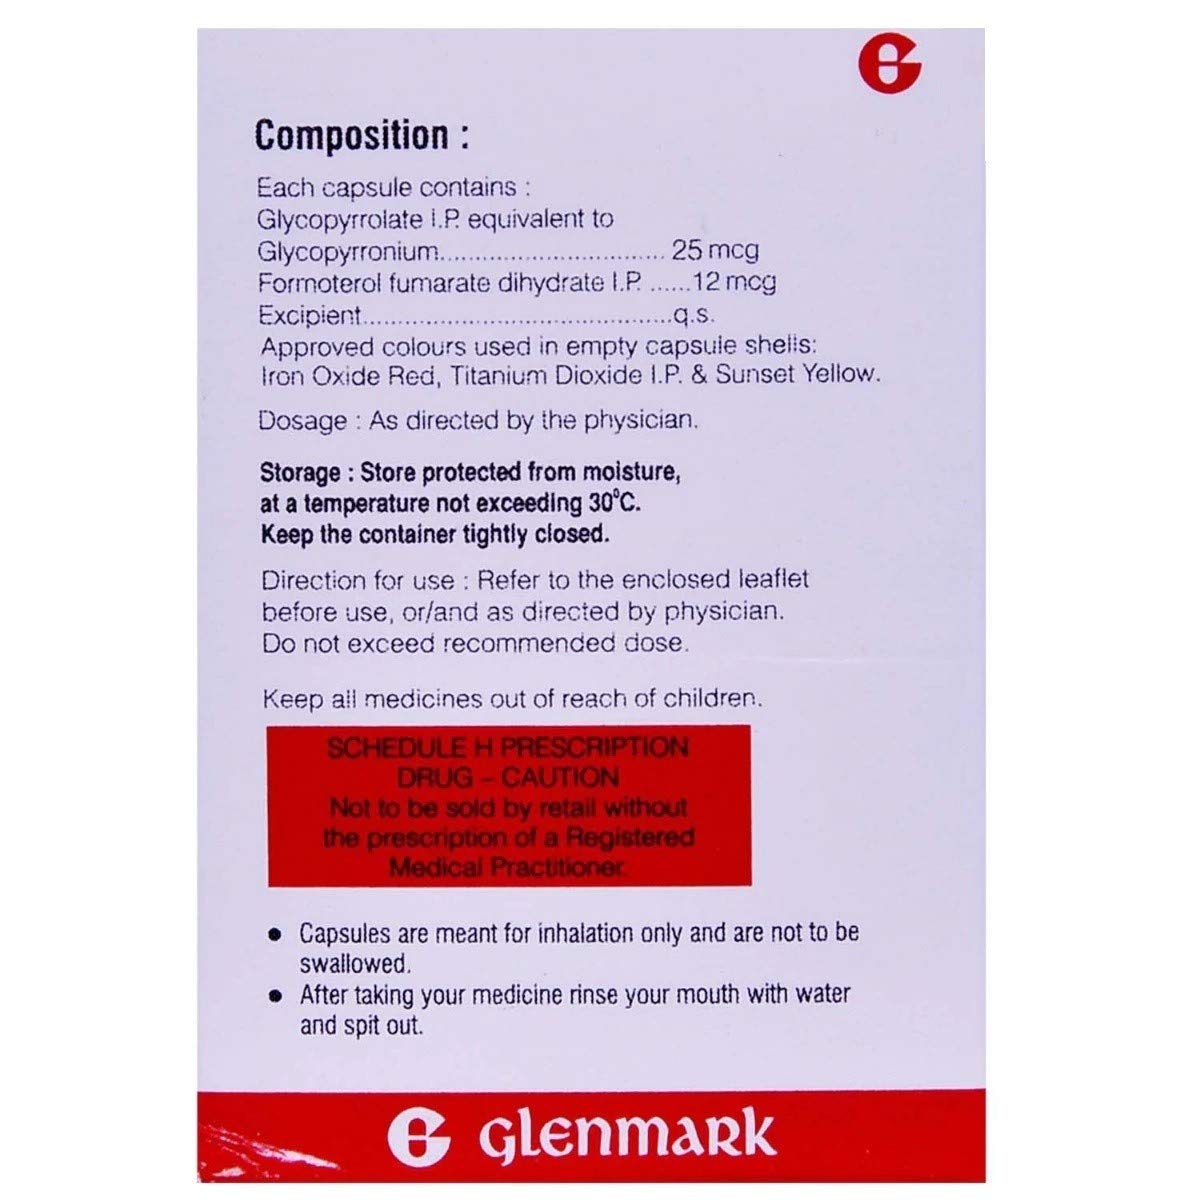 Composition :
Each capsule contains :
Glycopyrrolate I.P. equivalent to
Glycopyrronium................................ 25 mcg
Formoterol fumarate dihydrate I.P. ......12 mcg
Excipient............................................q.s.
Approved colours used in empty capsule shells:
Iron Oxide Red, Titanium Dioxide I.P. & Sunset Yellow.
Dosage : As directed by the physician.
Storage : Store protected from moisture,
at a temperature not exceeding 30°C.
Keep the container tightly closed.
Direction for use : Refer to the enclosed leaflet
before use, or/and as directed by physician.
Do not exceed recommended dose.
Keep all medicines out of reach of children.
SCHEDULE H PRESCRIPTION
DRUG – CAUTION
Not to be sold by retail without
the prescription of a Registered
Medical Practitioner.
● Capsules are meant for inhalation only and are not to be
swallowed.
● After taking your medicine rinse your mouth with water
and spit out.
glenmark